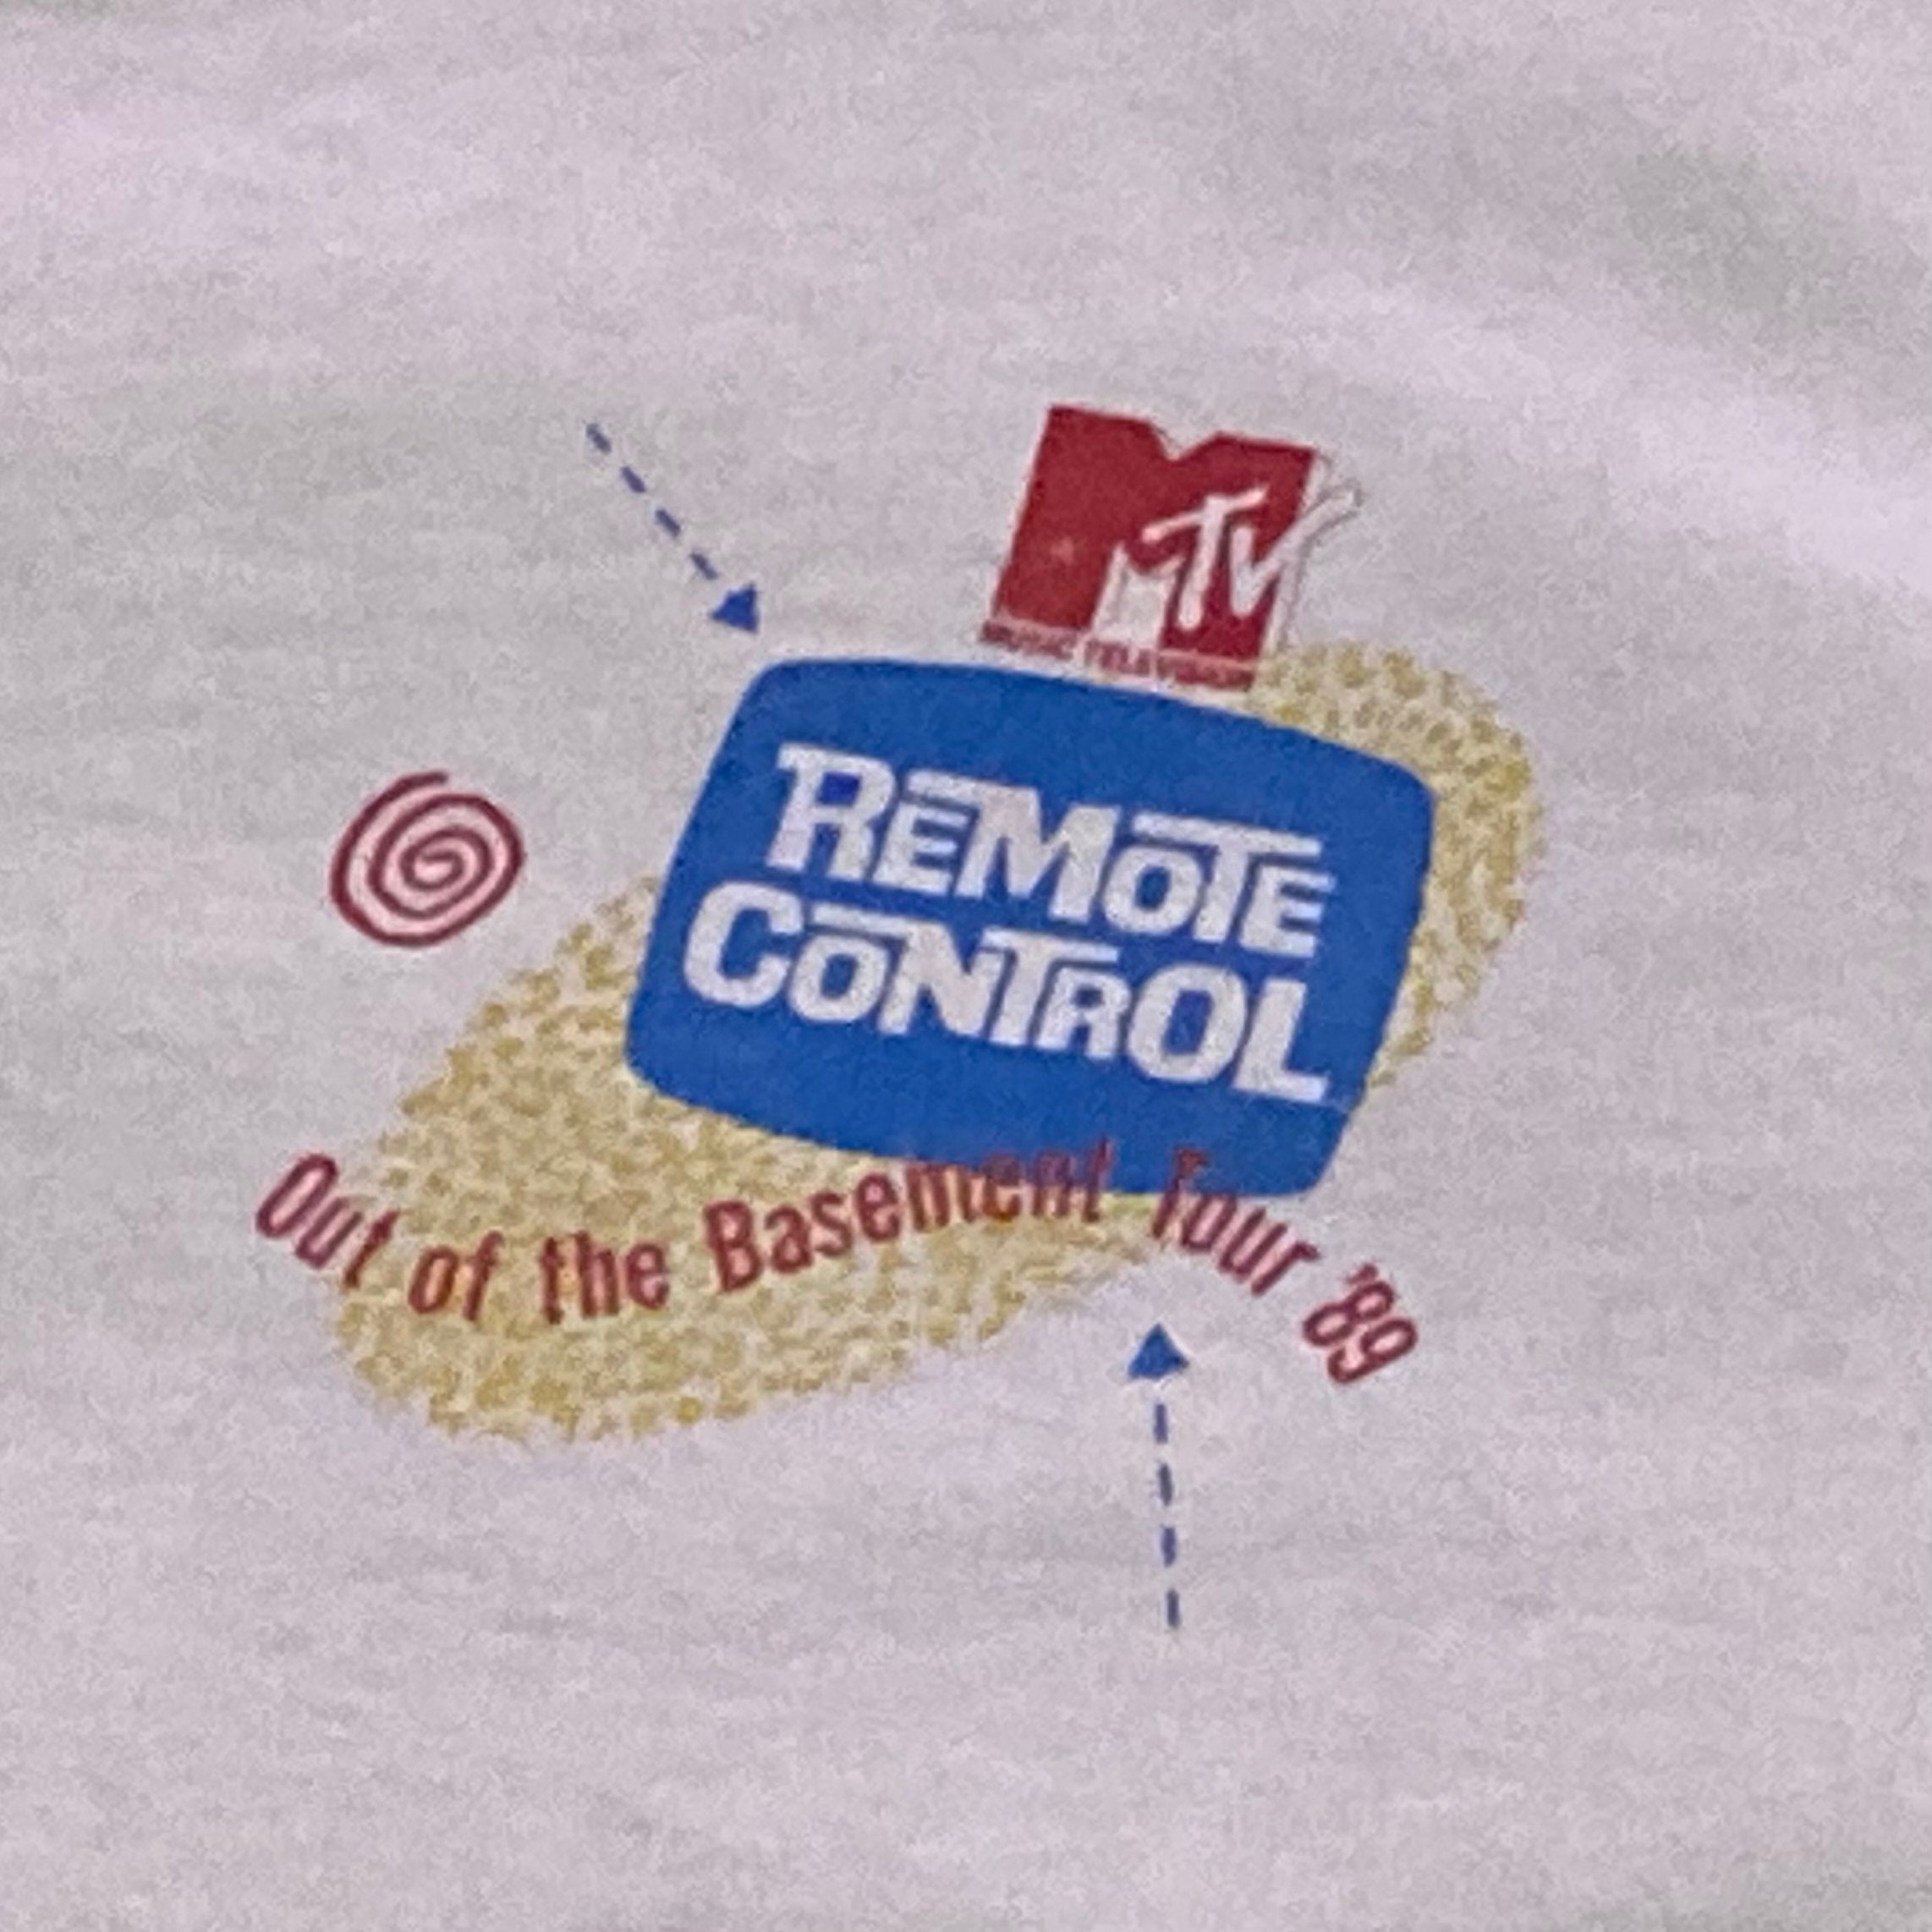 MTV
MUSIC TELEVISION
REMOTE
CONTROL
Out of the Basement Tour '89